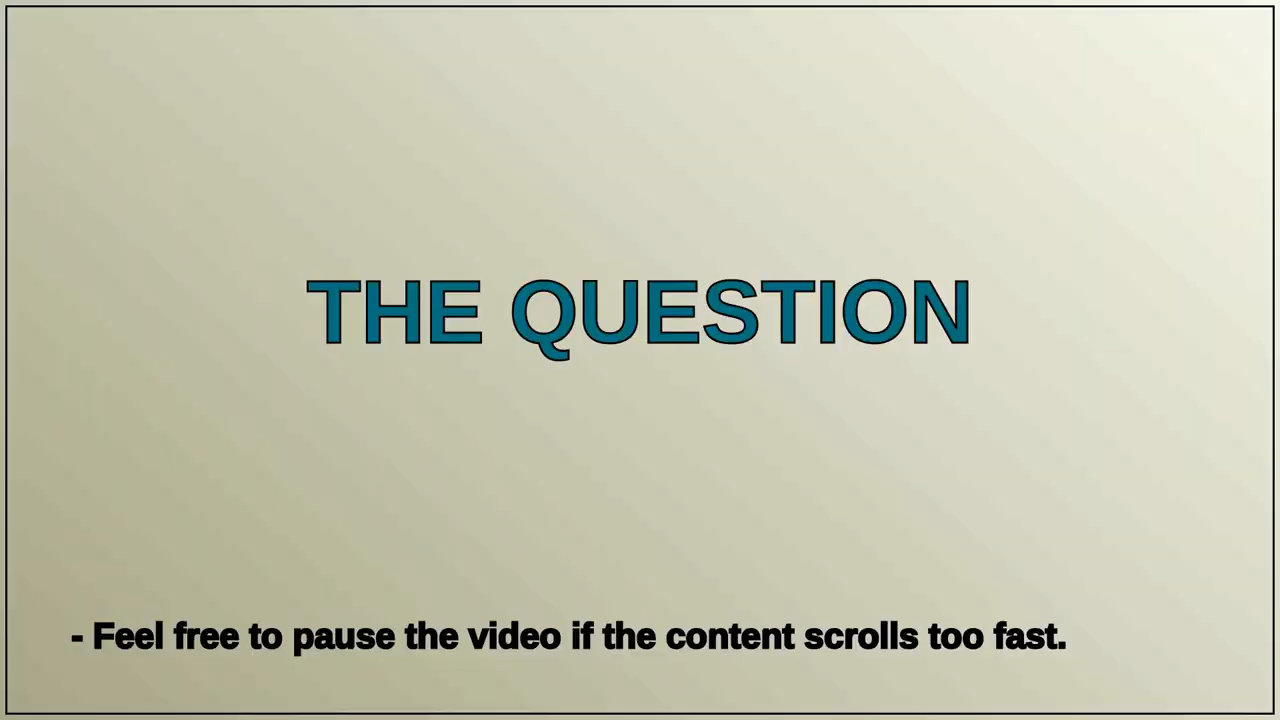 THE QUESTION
- Feel free to pause the video if the content scrolls too fast.